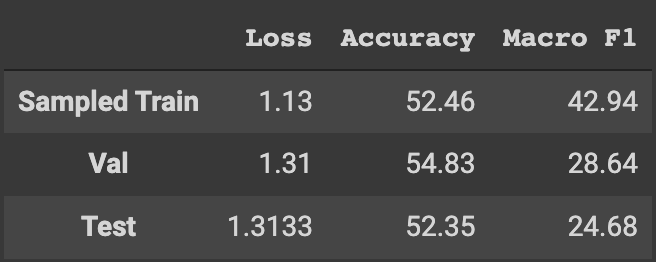 Loss Accuracy Macro F1
Sampled Train 1.13 52.46 42.94
Val 1.31 54.83 28.64
Test 1.3133 52.35 24.68